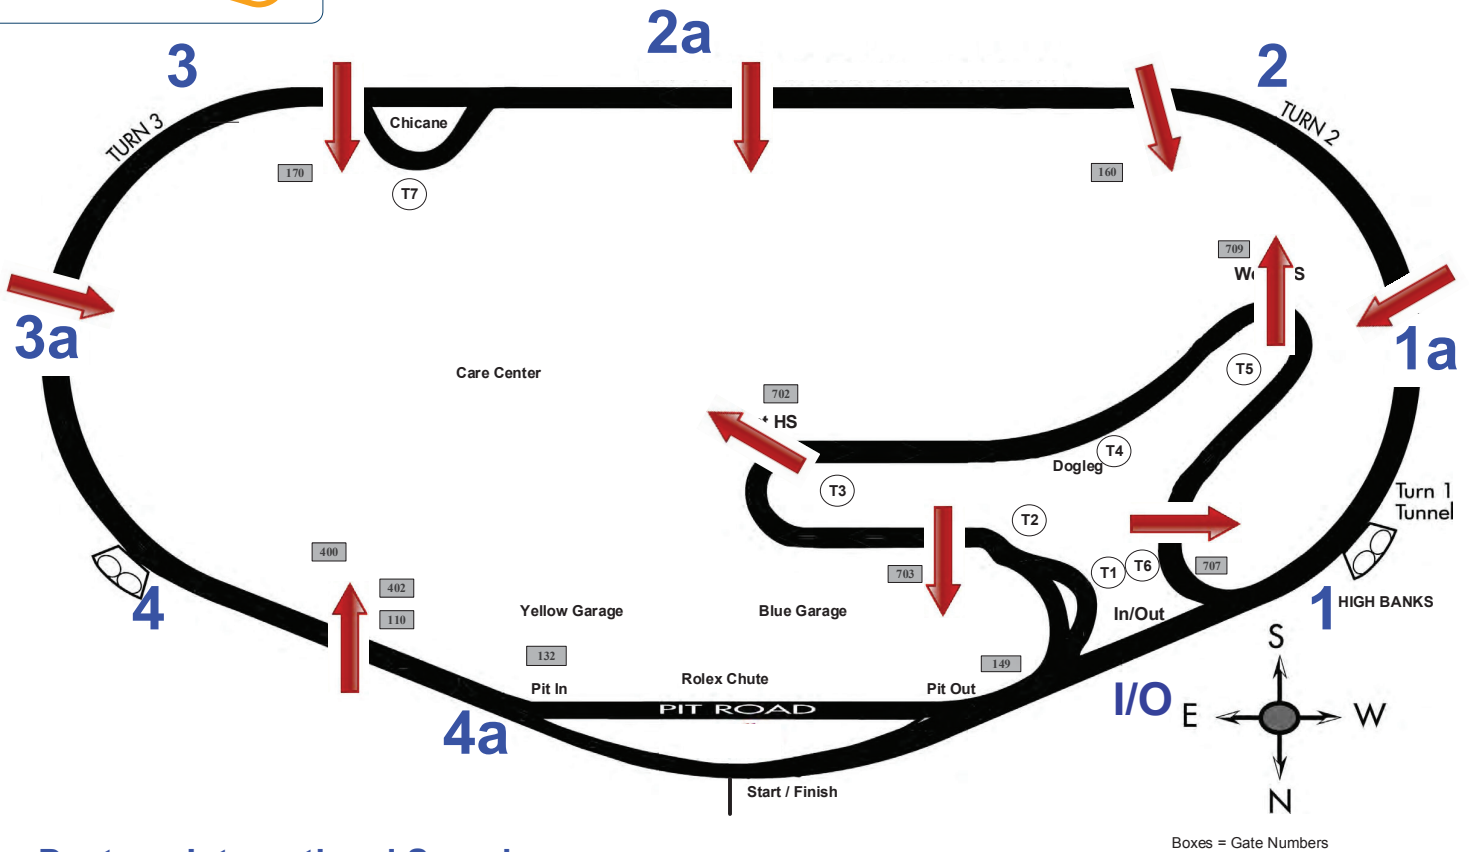 2a
3
2
TURN 3
TURN 2
Chicane
170
160
T7
709
S
3a
1a
Care Center
T5
702
HS
T4
Dogleg
T3
Turn 1
Tunnel
T2
400
703
T1
T6
707
402
110
4
Yellow Garage
Blue Garage
In/Out
1
HIGH BANKS
132
149
S
Rolex Chute
Pit In
Pit Out
I/O
E
W
PIT ROAD
4a
Start / Finish
N
Boxes = Gate Numbers